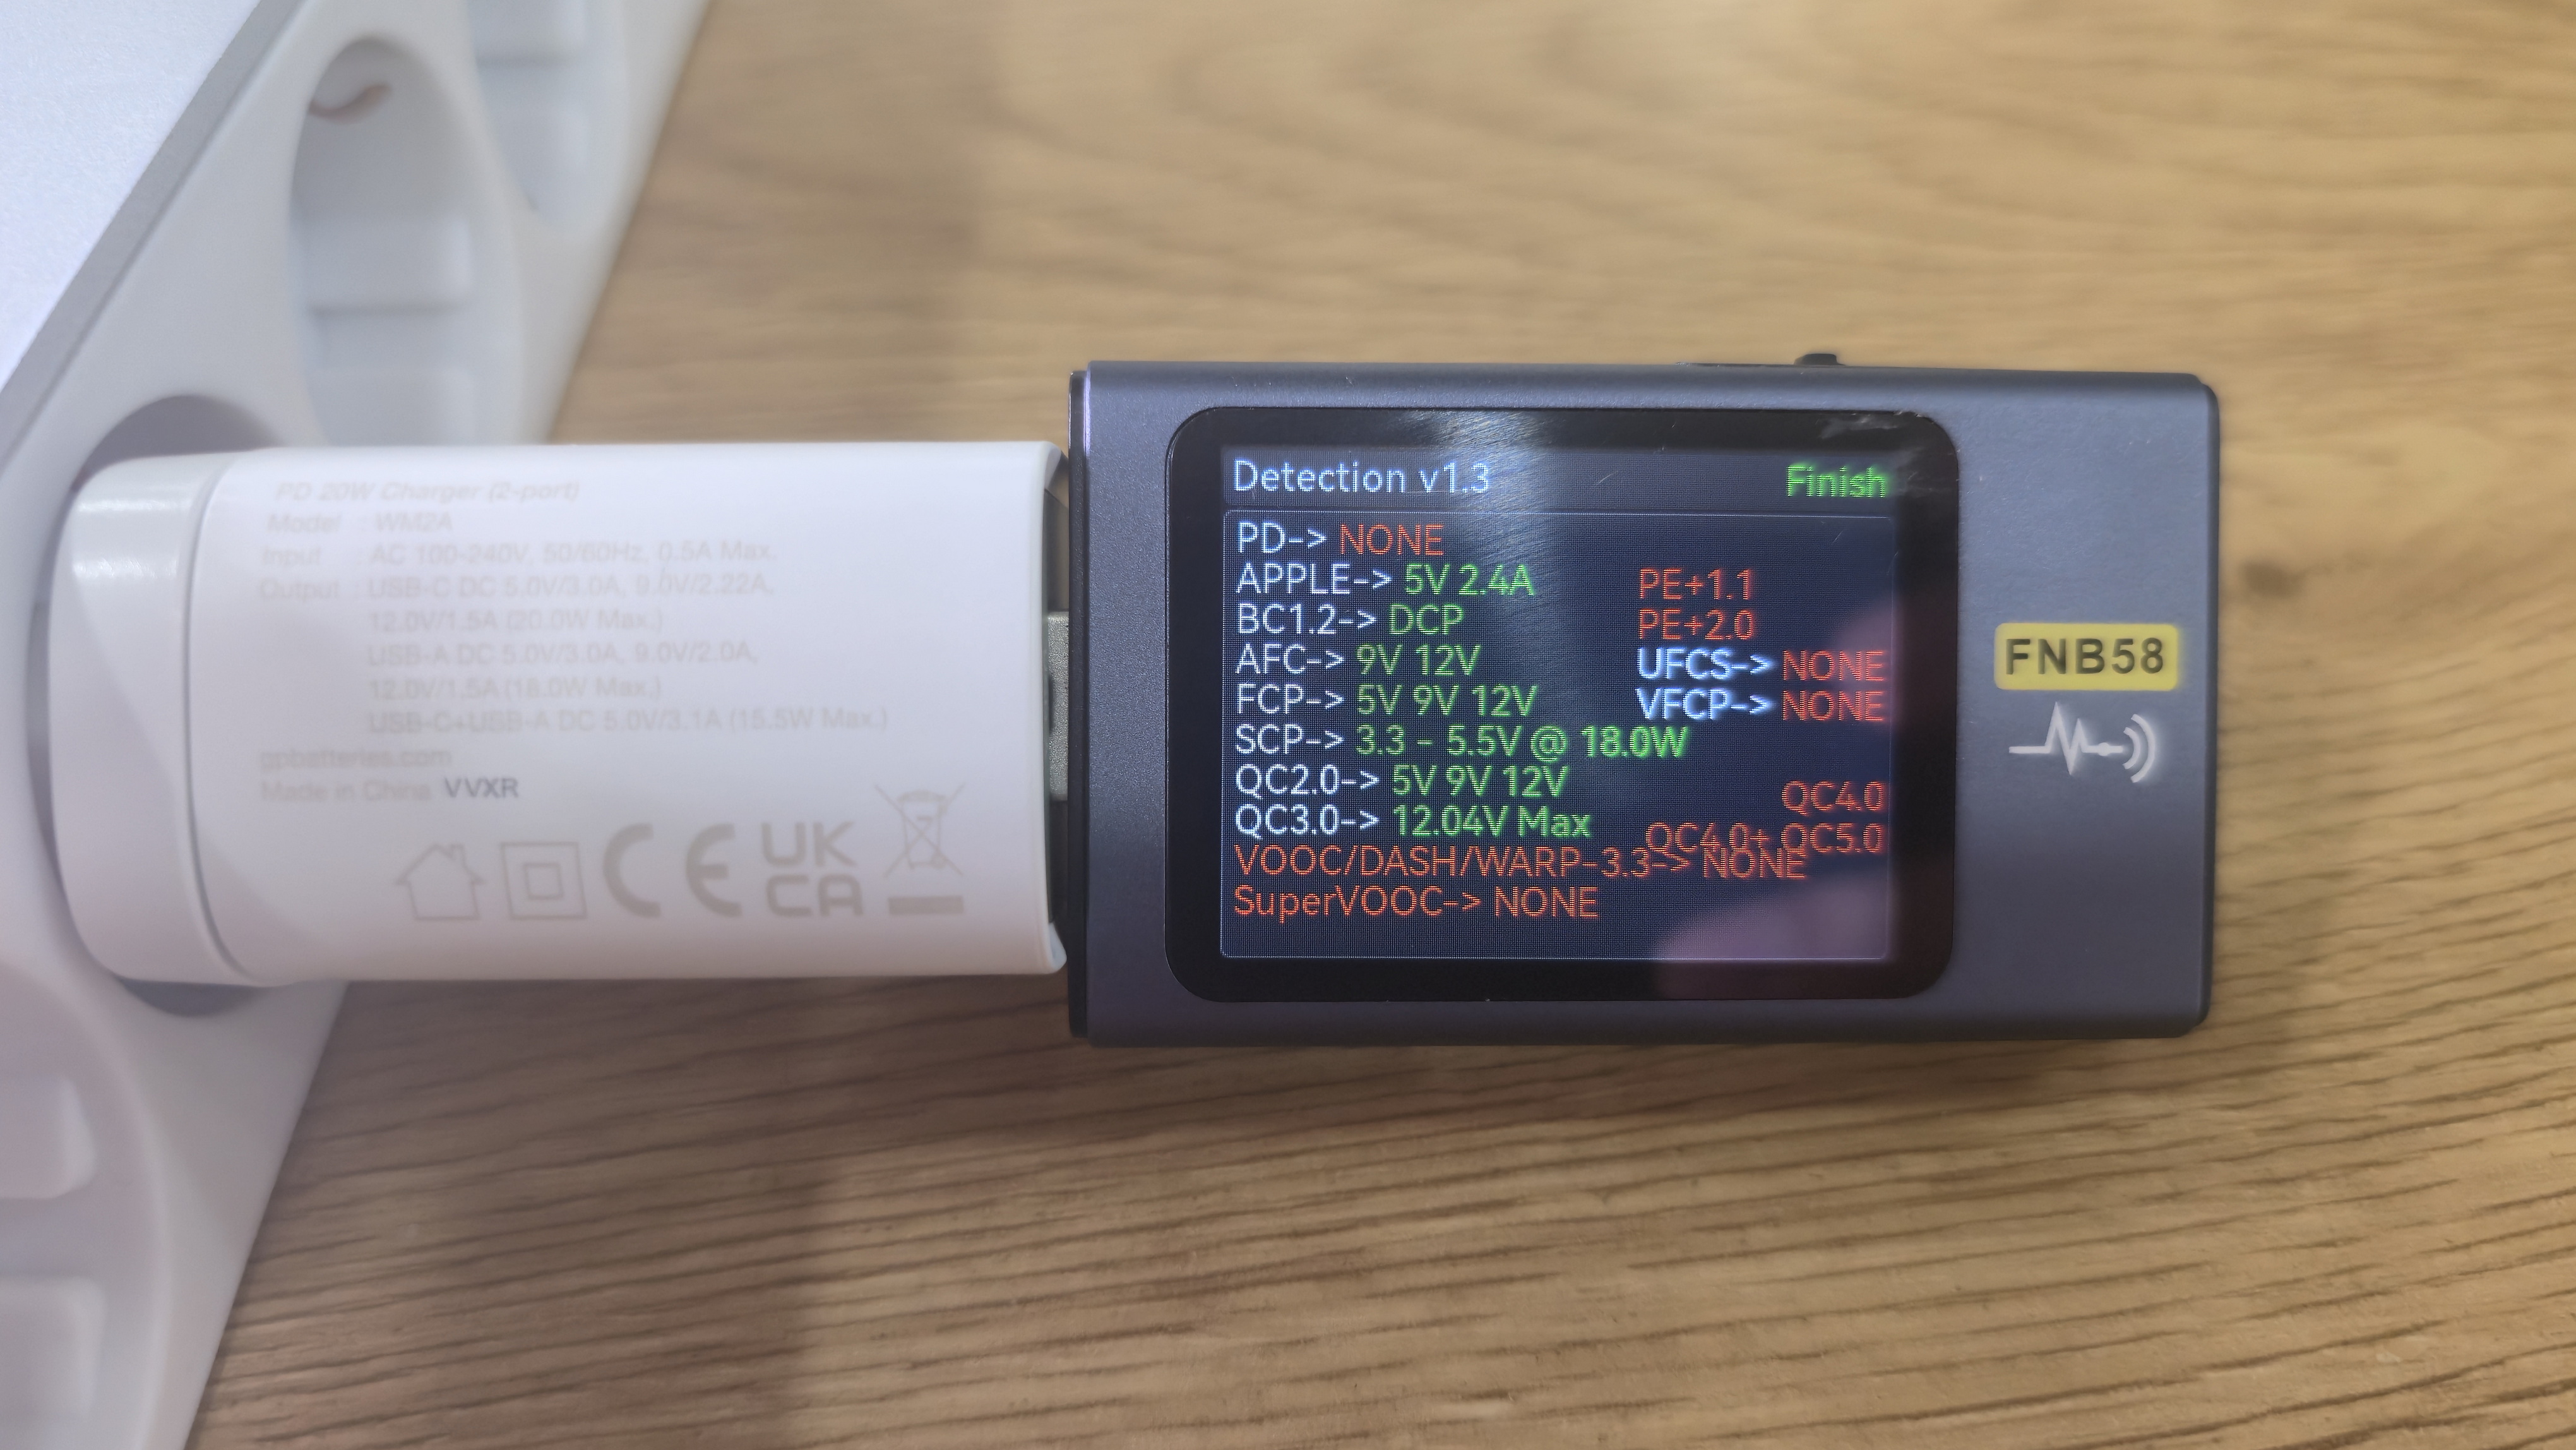 PD 20W Charger (2-port)
Model : WM2A
Input : AC 100-240V, 50/60Hz, 0.5A Max.
Output : USB-C DC 5.0V/3.0A, 9.0V/2.22A,
12.0V/1.5A (20.0W Max.)
USB-A DC 5.0V/3.0A, 9.0V/2.0A,
12.0V/1.5A (18.0W Max.)
USB-C+USB-A DC 5.0V/3.1A (15.5W Max.)
gpbatteries.com
Made in China VVXR
CE
UK
CA
Detection v1.3 Finish
PD-> NONE
APPLE-> 5V 2.4A PE+1.1
BC1.2-> DCP PE+2.0
AFC-> 9V 12V UFCS-> NONE
FCP-> 5V 9V 12V VFCP-> NONE
SCP-> 3.3 - 5.5V @ 18.0W
QC2.0-> 5V 9V 12V QC4.0
QC3.0-> 12.04V Max QC4.0+ QC5.0
VOOC/DASH/WARP-3.3-> NONE
SuperVOOC-> NONE
FNB58